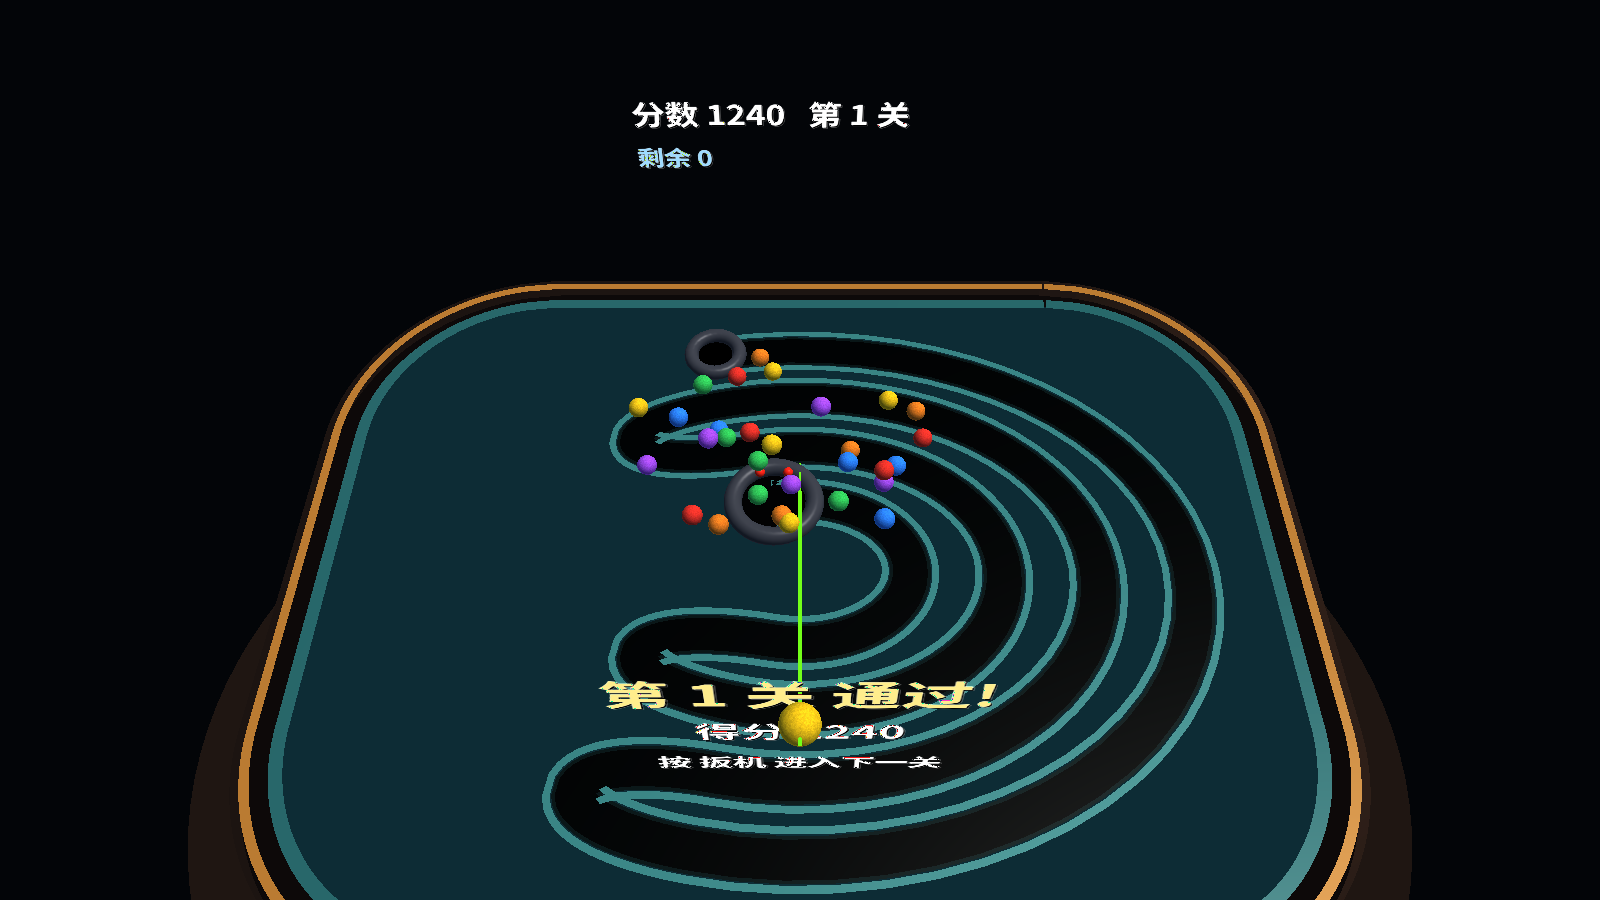 分数 1240 第 1 关
剩余 0
第 1 关 通过!
得分 240
按 扳机 进入下一关